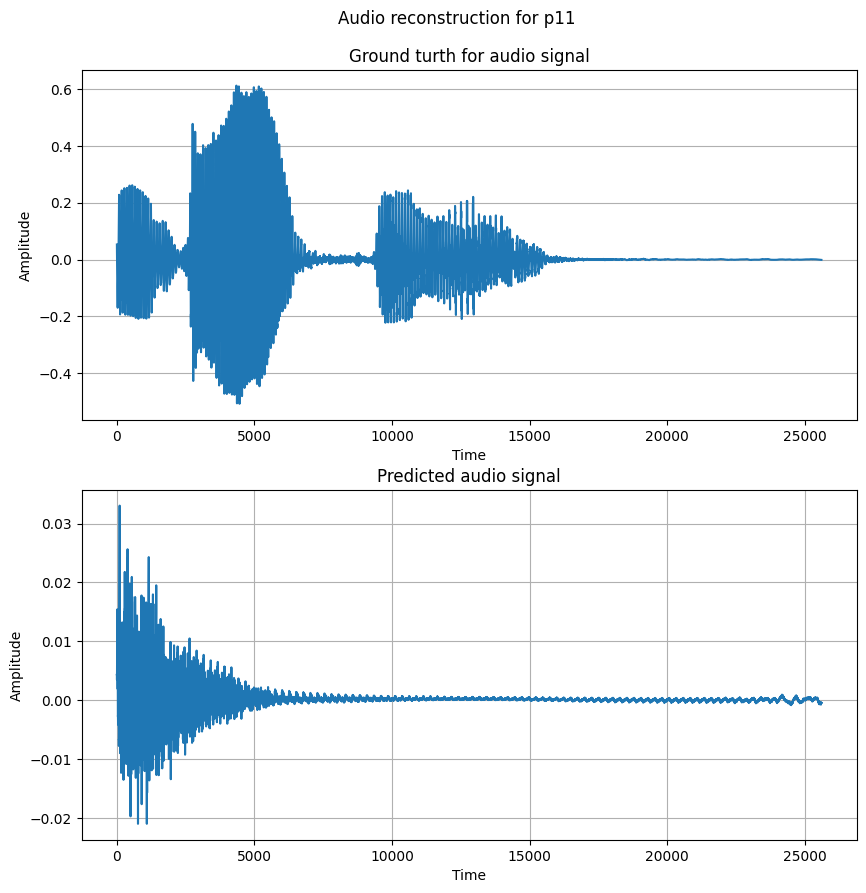 Audio reconstruction for p11
Ground turth for audio signal
0.6
0.4
0.2
0.0
−0.2
−0.4
Amplitude
0 5000 10000 15000 20000 25000
Time
Predicted audio signal
0.03
0.02
0.01
0.00
−0.01
−0.02
Amplitude
0 5000 10000 15000 20000 25000
Time